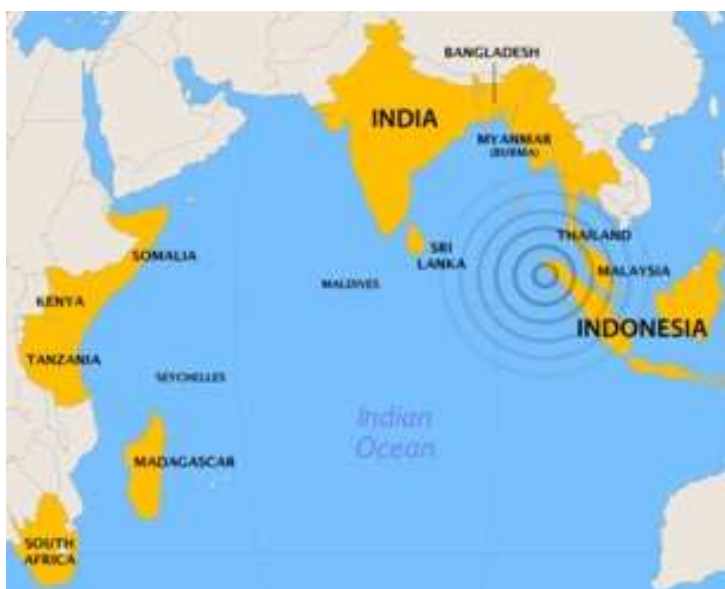 BANGLADESH
INDIA
MYANMAR
(BURMA)
THAILAND
SRI
LANKA
SOMALIA
MALAYSIA
MALDIVES
KENYA
INDONESIA
TANZANIA
SEYCHELLES
Indian
Ocean
MADAGASCAR
SOUTH
AFRICA